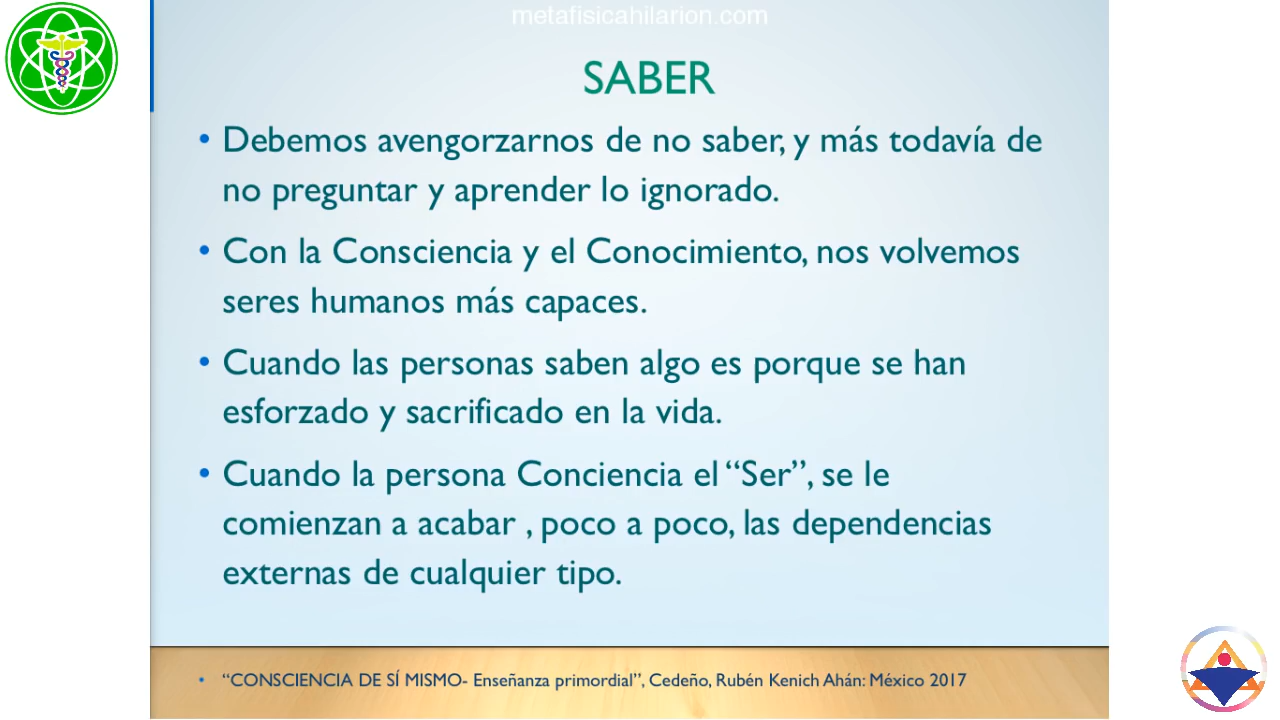 metafisicahilarion.com
SABER
• Debemos avengorzarnos de no saber, y más todavía de
no preguntar y aprender lo ignorado.
• Con la Consciencia y el Conocimiento, nos volvemos
seres humanos más capaces.
• Cuando las personas saben algo es porque se han
esforzado y sacrificado en la vida.
• Cuando la persona Conciencia el “Ser”, se le
comienzan a acabar , poco a poco, las dependencias
externas de cualquier tipo.
• “CONSCIENCIA DE SÍ MISMO- Enseñanza primordial”, Cedeño, Rubén Kenich Ahán: México 2017